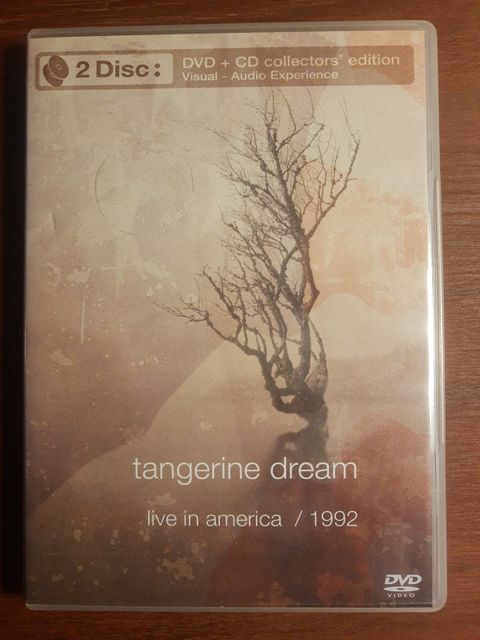 2 Disc:
DVD + CD collectors' edition
Visual - Audio Experience
tangerine dream
live in america / 1992
DVD
VIDEO